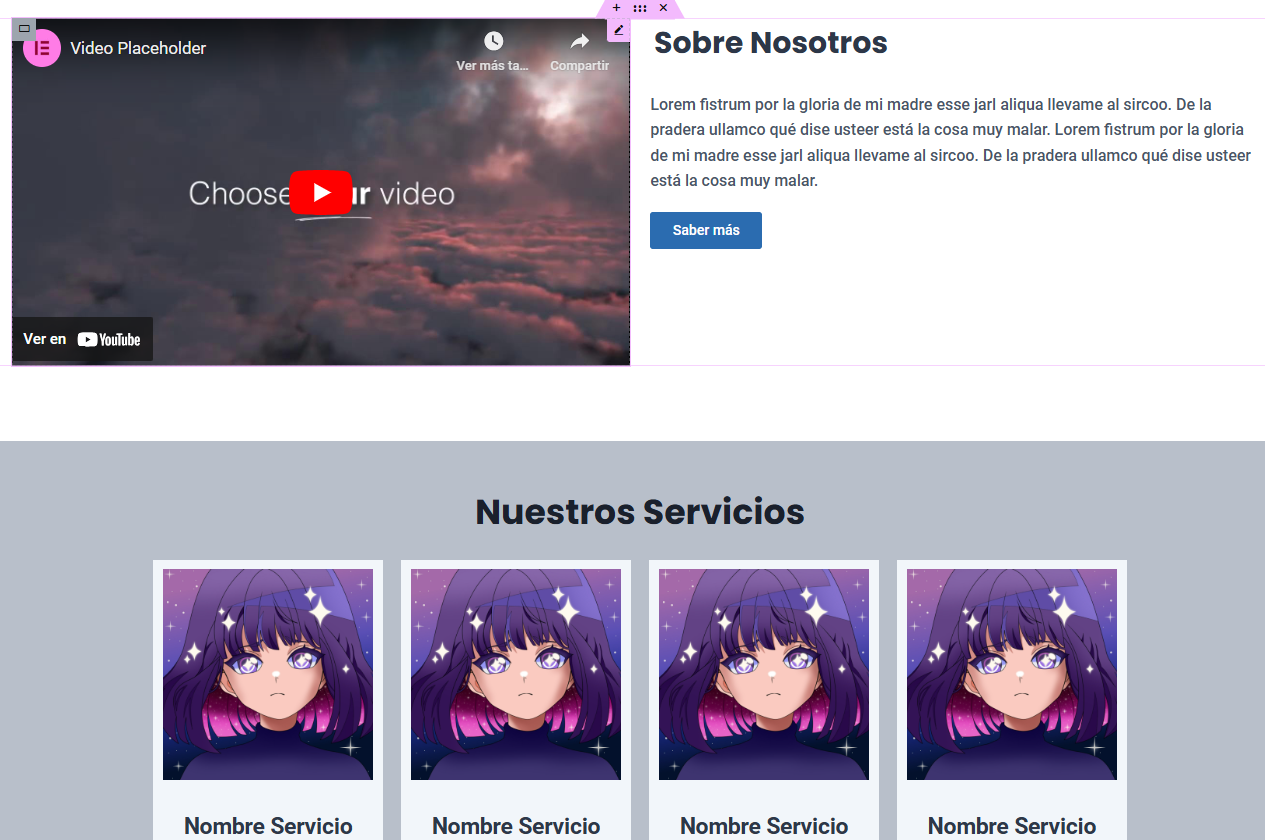 Video Placeholder
Ver más ta...
Compartir
Choose your video
Ver en YouTube
Sobre Nosotros
Lorem fistrum por la gloria de mi madre esse jarl aliqua llevame al sircoo. De la
pradera ullamco qué dise usteer está la cosa muy malar. Lorem fistrum por la gloria
de mi madre esse jarl aliqua llevame al sircoo. De la pradera ullamco qué dise usteer
está la cosa muy malar.
Saber más
Nuestros Servicios
Nombre Servicio
Nombre Servicio
Nombre Servicio
Nombre Servicio